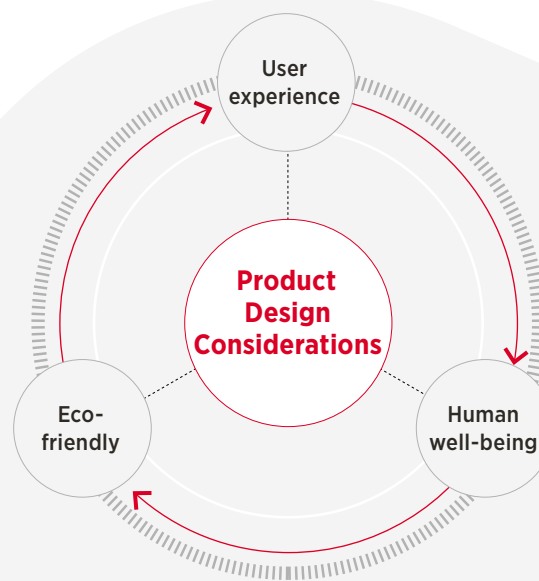 User
experience
Product
Design
Considerations
Eco-
friendly
Human
well-being